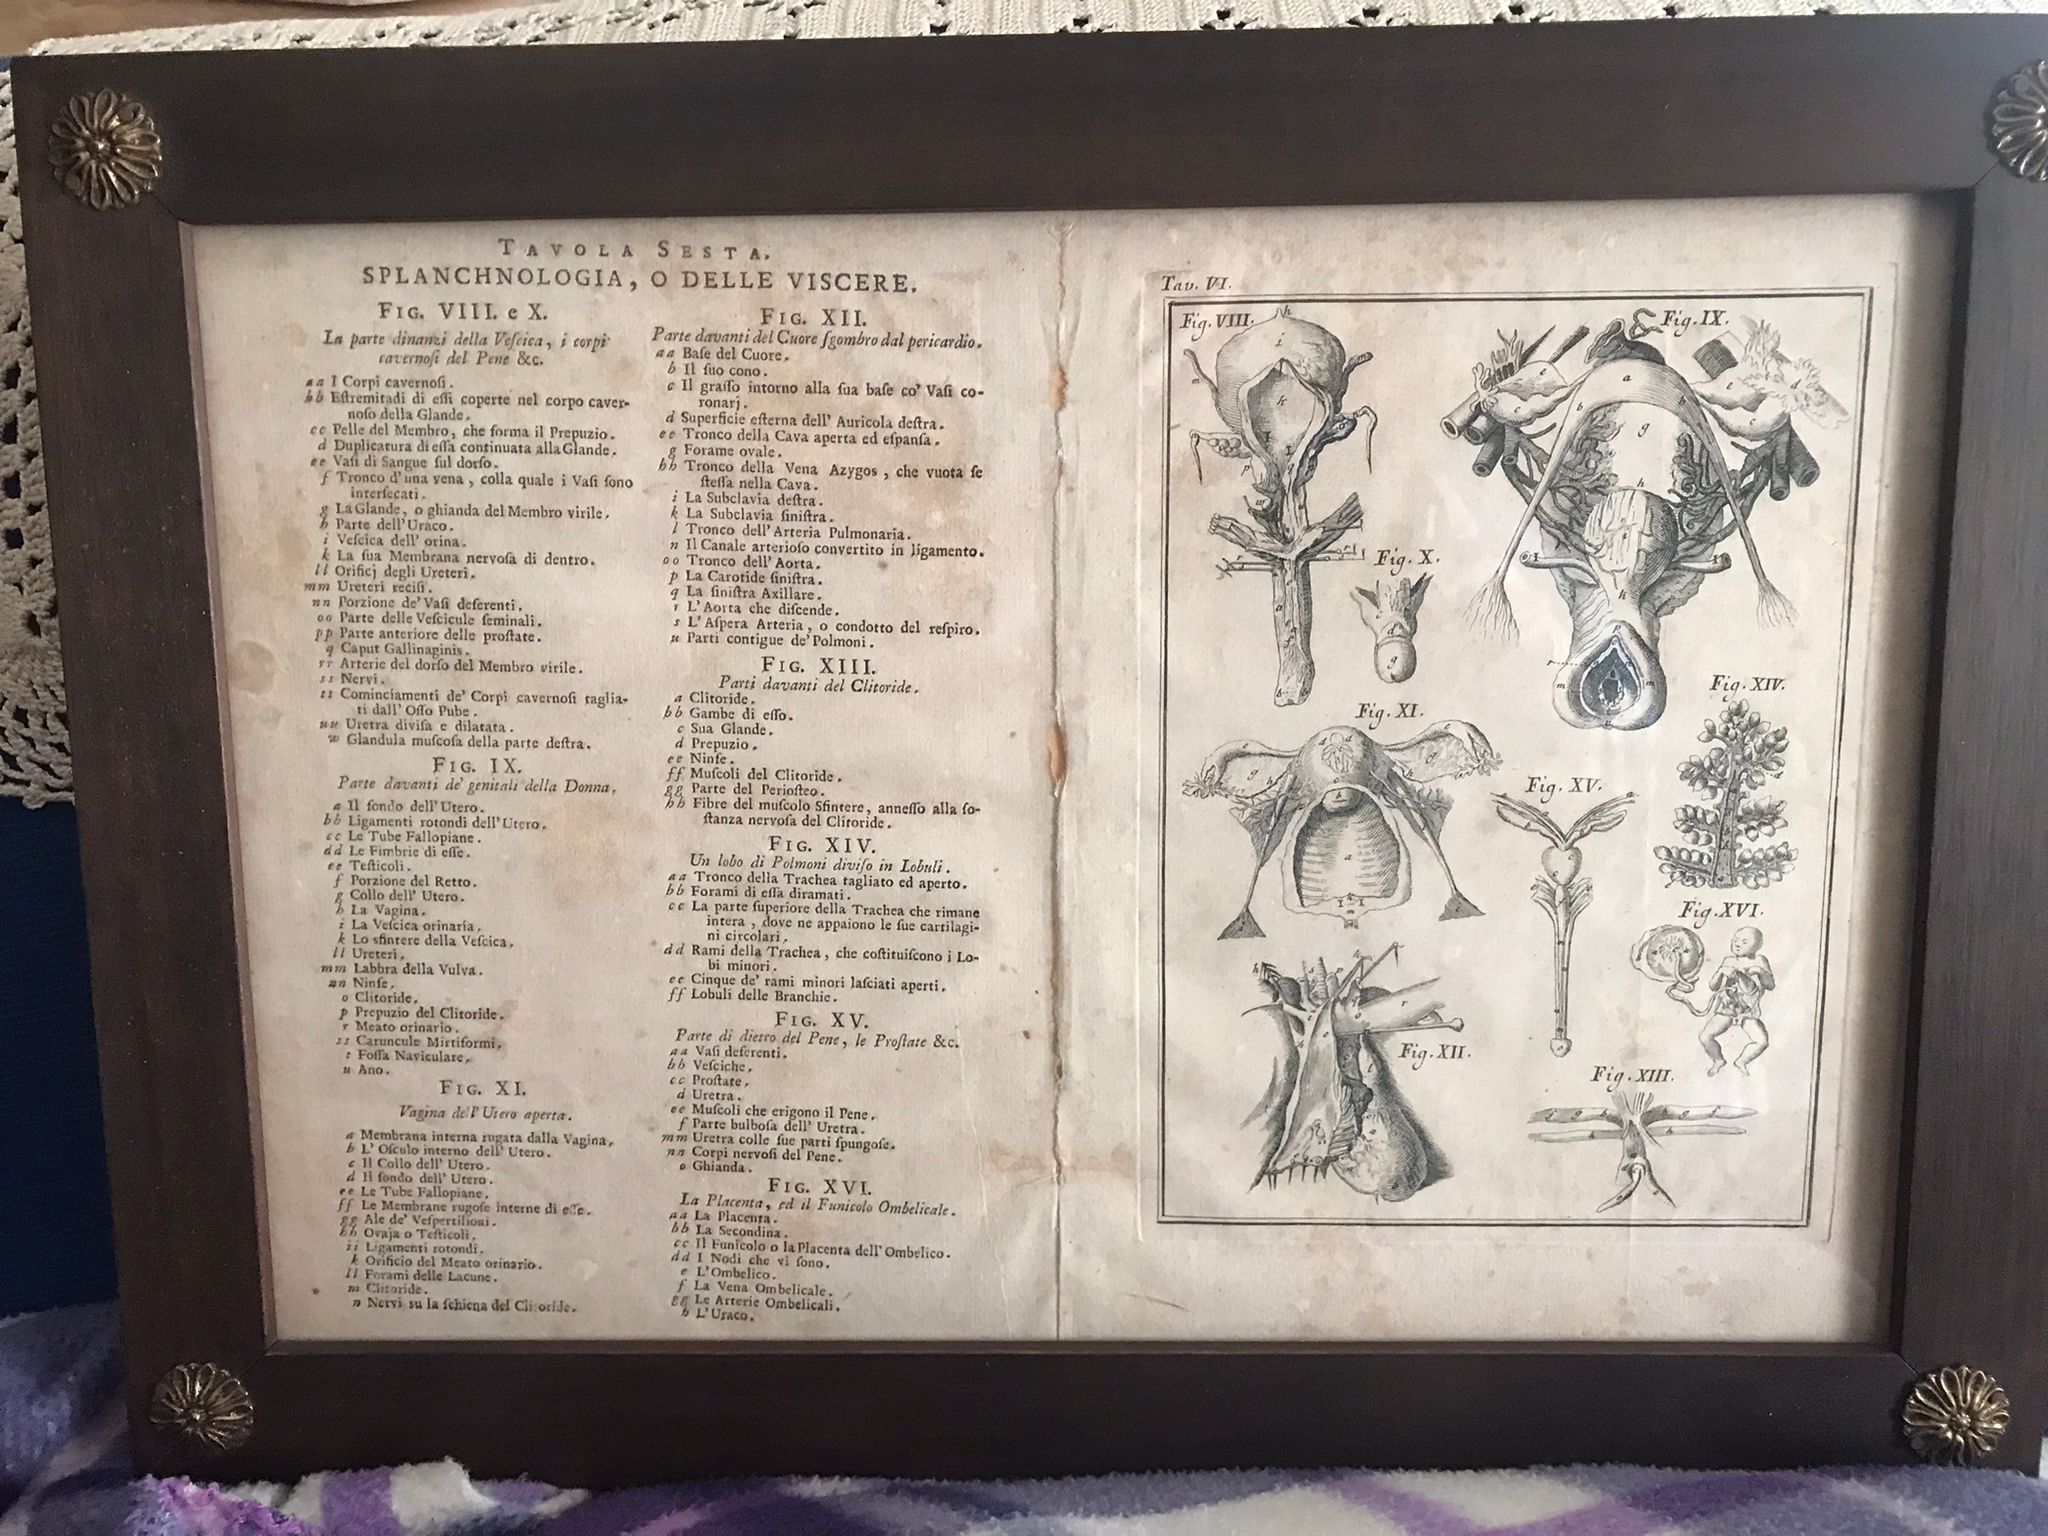 TAVOLA SESTA.
SPLANCHNOLOGIA, O DELLE VISCERE.
FIG. VIII. e X.
La parte dinanzi della Veſcica, i corpi
cavernoſi del Pene &c.
aa I Corpi cavernoſi.
bb Eſtremitadi di eſſi coperte nel corpo caver-
noſo della Glande.
cc Pelle del Membro, che forma il Prepuzio.
d Duplicatura di eſſa continuata alla Glande.
ee Vaſi di Sangue ſul dorſo.
f Tronco d'una vena, colla quale i Vaſi ſono
interſecati.
g La Glande, o ghianda del Membro virile.
h Parte dell' Uraco.
i Veſcica dell' orina.
k La ſua Membrana nervoſa di dentro.
ll Orificj degli Ureteri.
mm Ureteri reciſi.
nn Porzione de' Vaſi deferenti.
oo Parte delle Veſcicule ſeminali.
pp Parte anteriore delle proſtate.
q Caput Gallinaginis.
rr Arterie del dorſo del Membro virile.
ss Nervi.
tt Cominciamenti de' Corpi cavernoſi taglia-
ti dall' Oſſo Pube.
uu Uretra diviſa e dilatata.
w Glandula muſcoſa della parte deſtra.
FIG. IX.
Parte davanti de' genitali della Donna.
a Il fondo dell' Utero.
bb Ligamenti rotondi dell' Utero.
cc Le Tube Fallopiane.
dd Le Fimbrie di eſſe.
ee Teſticoli.
f Porzione del Retto.
g Collo dell' Utero.
h La Vagina.
i La Veſcica orinaria.
k Lo sfintere della Veſcica.
ll Ureteri.
mm Labbra della Vulva.
nn Ninfe.
o Clitoride.
p Prepuzio del Clitoride.
r Meato orinario.
ss Caruncule Mirtiformi.
t Foſſa Naviculare.
u Ano.
FIG. XI.
Vagina dell' Utero aperta.
a Membrana interna rugata dalla Vagina.
b L' Oſculo interno dell' Utero.
c Il Collo dell' Utero.
d Il fondo dell' Utero.
ee Le Tube Fallopiane.
ff Le Membrane rugoſe interne di eſſe.
gg Ale de' Veſpertilioni.
hh Ovaja o Teſticoli.
ii Ligamenti rotondi.
k Orificio del Meato orinario.
ll Forami delle Lacune.
m Clitoride.
n Nervi su la ſchiena del Clitoride.
FIG. XII.
Parte davanti del Cuore ſgombro dal pericardio.
aa Baſe del Cuore.
b Il ſuo cono.
c Il graſſo intorno alla ſua baſe co' Vaſi co-
ronarj.
d Superficie eſterna dell' Auricola deſtra.
ee Tronco della Cava aperta ed eſpanſa.
g Forame ovale.
hh Tronco della Vena Azygos, che vuota ſe
ſteſſa nella Cava.
i La Subclavia deſtra.
k La Subclavia ſiniſtra.
l Tronco dell' Arteria Pulmonaria.
n Il Canale arterioſo convertito in ligamento.
oo Tronco dell' Aorta.
p La Carotide ſiniſtra.
q La ſiniſtra Axillare.
r L' Aorta che diſcende.
s L' Aſpera Arteria, o condotto del reſpiro.
u Parti contigue de' Polmoni.
FIG. XIII.
Parti davanti del Clitoride.
a Clitoride.
bb Gambe di eſſo.
c Sua Glande.
d Prepuzio.
ee Ninfe.
ff Muſcoli del Clitoride.
gg Parte del Perioſteo.
hh Fibre del muſcolo Sfintere, anneſſo alla ſo-
ſtanza nervoſa del Clitoride.
FIG. XIV.
Un lobo di Polmoni diviſo in Lobuli.
aa Tronco della Trachea tagliato ed aperto.
bb Forami di eſſa diramati.
cc La parte ſuperiore della Trachea che rimane
intera, dove ne appaiono le ſue cartilagi-
ni circolari.
dd Rami della Trachea, che coſtituiſcono i Lo-
bi minori.
ee Cinque de' rami minori laſciati aperti.
ff Lobuli delle Branchie.
FIG. XV.
Parte di dietro del Pene, le Proſtate &c.
aa Vaſi deferenti.
bb Veſciche.
cc Proſtate.
d Uretra.
ee Muſcoli che erigono il Pene.
f Parte bulboſa dell' Uretra.
mm Uretra colle ſue parti ſpungoſe.
nn Corpi nervoſi del Pene.
o Ghianda.
FIG. XVI.
La Placenta, ed il Funicolo Ombelicale.
aa La Placenta.
bb La Secondina.
cc Il Funicolo o la Placenta dell' Ombelico.
dd I Nodi che vi ſono.
e L' Ombelico.
f La Vena Ombelicale.
gg Le Arterie Ombelicali.
h L' Uraco.
Tav. VI.
Fig. VIII.
Fig. IX.
Fig. X.
Fig. XI.
Fig. XIV.
Fig. XV.
Fig. XVI.
Fig. XII.
Fig. XIII.